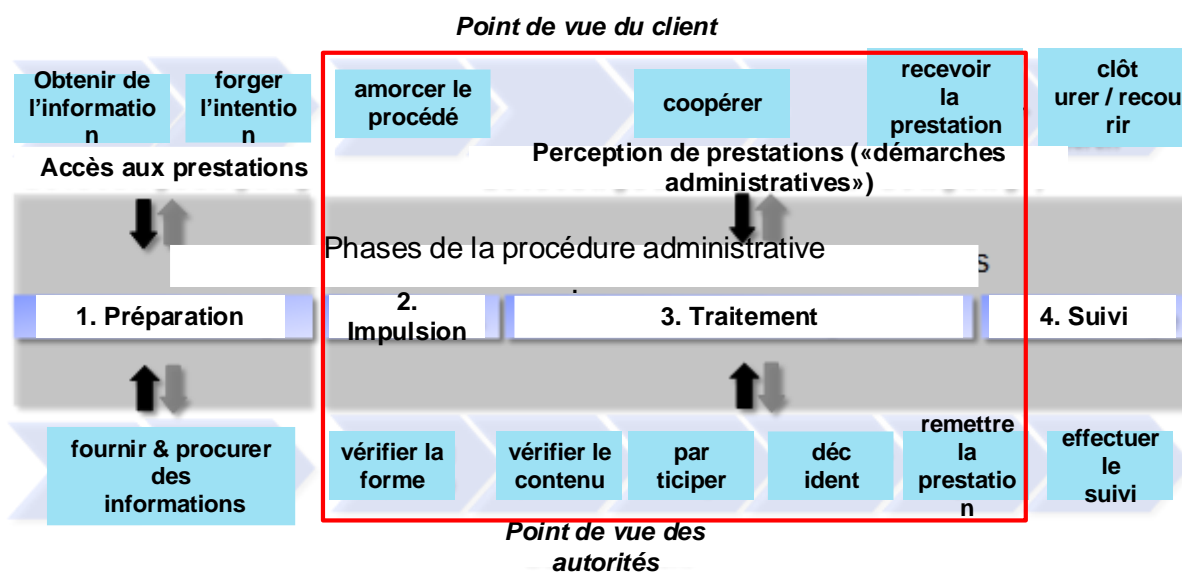 Point de vue du client
Obtenir de
l'informatio
n
forger
l'intentio
n
amorcer le
procédé
coopérer
recevoir
la
prestation
clôt
urer / recou
rir
Accès aux prestations
Perception de prestations («démarches
administratives»)
Phases de la procédure administrative
s
1. Préparation
2.
Impulsion
3. Traitement
4. Suivi
fournir & procurer
des
informations
vérifier la
forme
vérifier le
contenu
par
ticiper
déc
ident
remettre
la
prestatio
n
effectuer
le
suivi
Point de vue des
autorités